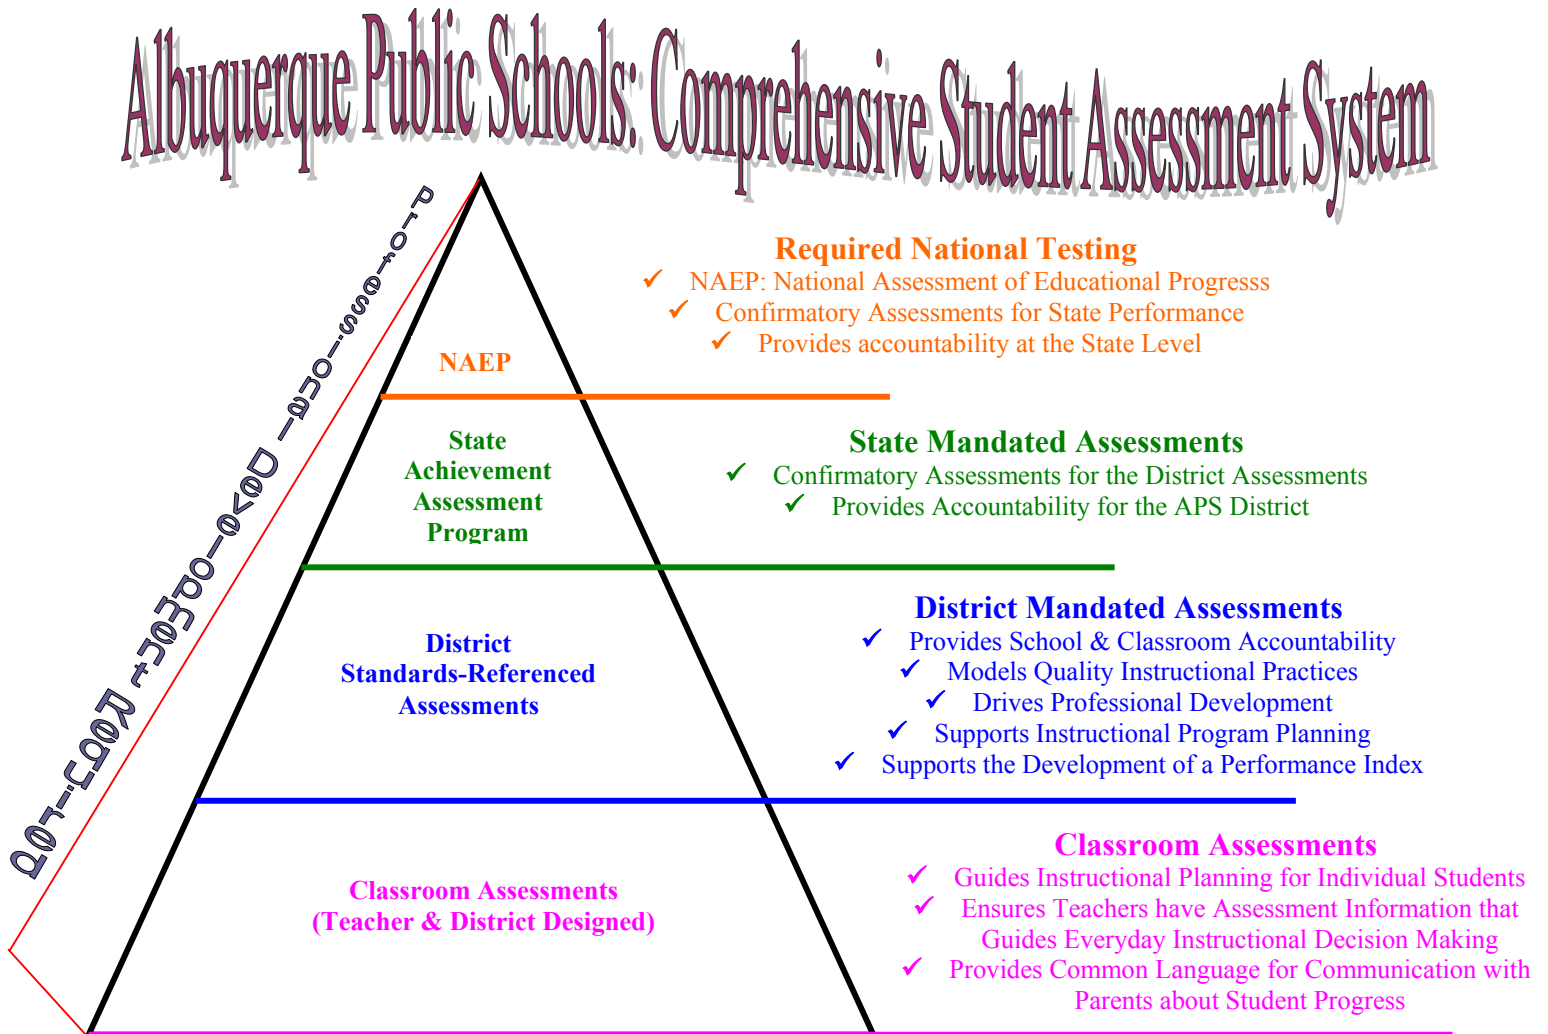 Albuquerque Public Schools: Comprehensive Student Assessment System
Professional Development Required
Required National Testing
✓ NAEP: National Assessment of Educational Progresss
✓ Confirmatory Assessments for State Performance
✓ Provides accountability at the State Level
NAEP
State Mandated Assessments
✓ Confirmatory Assessments for the District Assessments
✓ Provides Accountability for the APS District
State
Achievement
Assessment
Program
District Mandated Assessments
✓ Provides School & Classroom Accountability
✓ Models Quality Instructional Practices
✓ Drives Professional Development
✓ Supports Instructional Program Planning
✓ Supports the Development of a Performance Index
District
Standards-Referenced
Assessments
Classroom Assessments
✓ Guides Instructional Planning for Individual Students
✓ Ensures Teachers have Assessment Information that
Guides Everyday Instructional Decision Making
✓ Provides Common Language for Communication with
Parents about Student Progress
Classroom Assessments
(Teacher & District Designed)